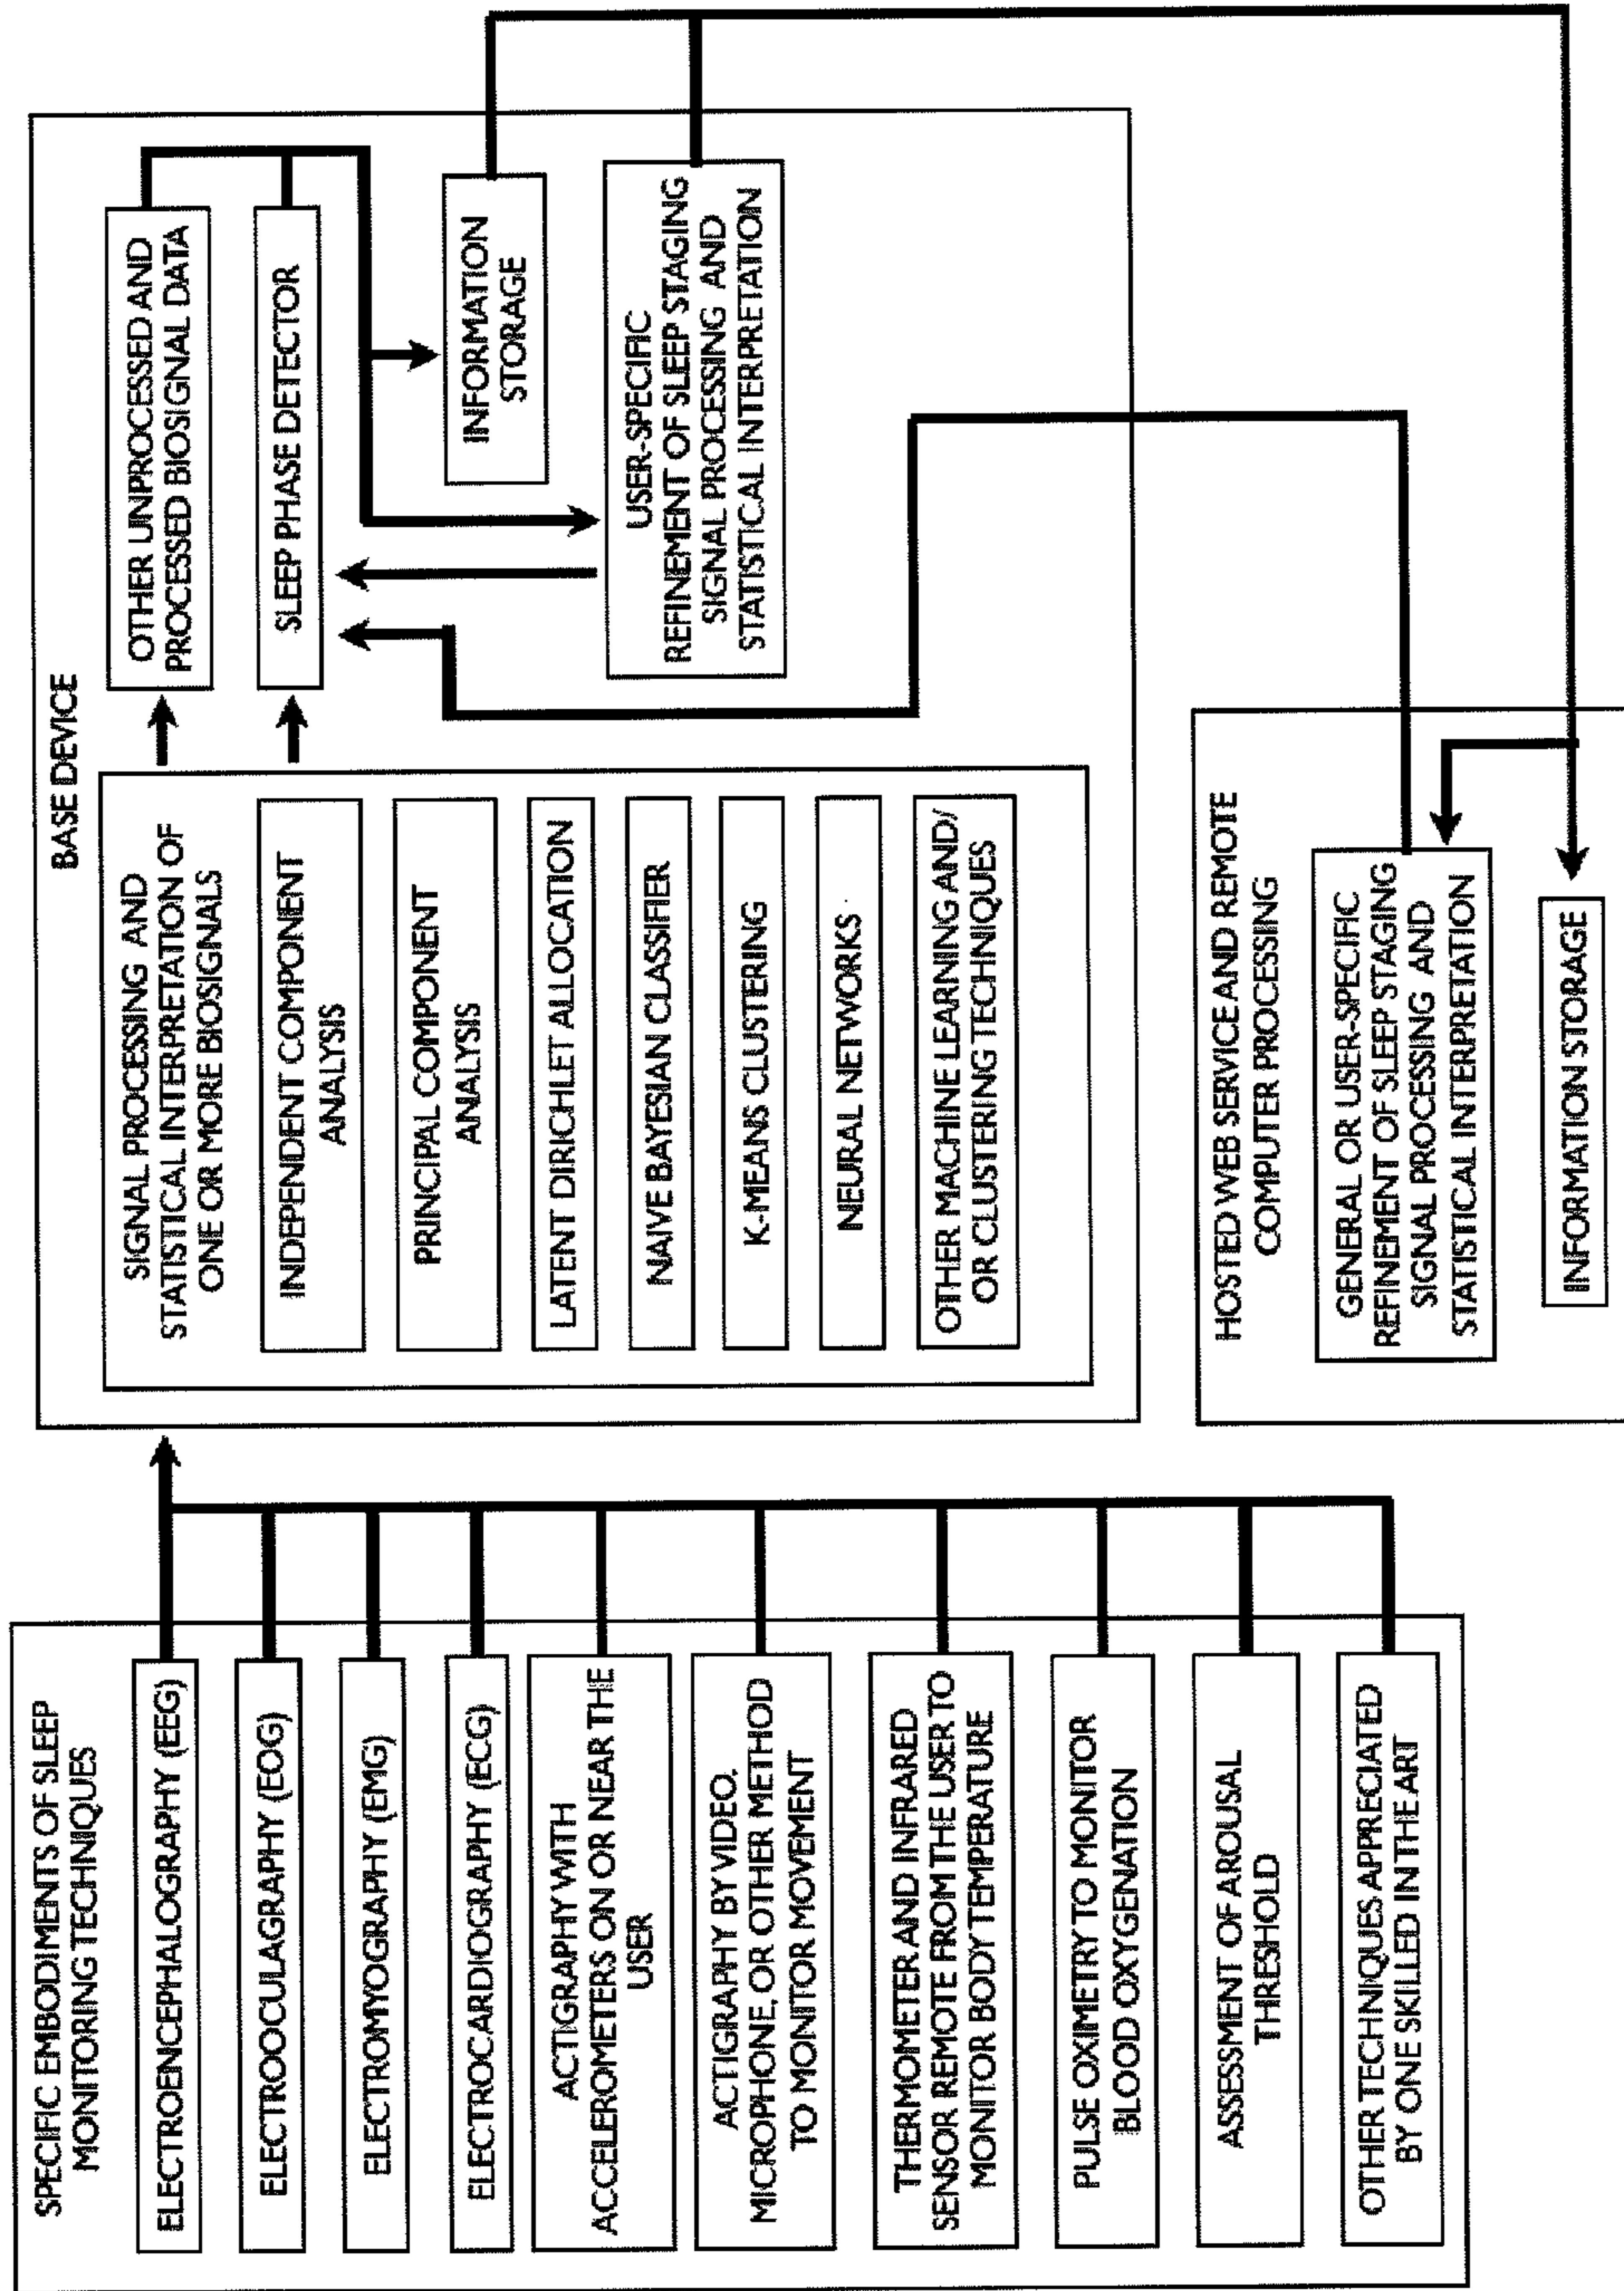 SPECIFIC EMBODIMENTS OF SLEEP
MONITORING TECHNIQUES
ELECTROENCEPHALOGRAPHY (EEG)
ELECTROOCULAGRAPHY (EOG)
ELECTROMYOGRAPHY (EMG)
ELECTROCARDIOGRAPHY (ECG)
ACTIGRAPHY WITH
ACCELEROMETERS ON OR NEAR THE
USER
ACTIGRAPHY BY VIDEO,
MICROPHONE, OR OTHER METHOD
TO MONITOR MOVEMENT
THERMOMETER AND INFRARED
SENSOR REMOTE FROM THE USER TO
MONITOR BODY TEMPERATURE
PULSE OXIMETRY TO MONITOR
BLOOD OXYGENATION
ASSESSMENT OF AROUSAL
THRESHOLD
OTHER TECHNIQUES APPRECIATED
BY ONE SKILLED IN THE ART
BASE DEVICE
SIGNAL PROCESSING AND
STATISTICAL INTERPRETATION OF
ONE OR MORE BIOSIGNALS
INDEPENDENT COMPONENT
ANALYSIS
PRINCIPAL COMPONENT
ANALYSIS
LATENT DIRICHLET ALLOCATION
NAIVE BAYESIAN CLASSIFIER
K-MEANS CLUSTERING
NEURAL NETWORKS
OTHER MACHINE LEARNING AND/
OR CLUSTERING TECHNIQUES
OTHER UNPROCESSED AND
PROCESSED BIOSIGNAL DATA
SLEEP PHASE DETECTOR
INFORMATION
STORAGE
USER-SPECIFIC
REFINEMENT OF SLEEP STAGING
SIGNAL PROCESSING AND
STATISTICAL INTERPRETATION
HOSTED WEB SERVICE AND REMOTE
COMPUTER PROCESSING
GENERAL OR USER-SPECIFIC
REFINEMENT OF SLEEP STAGING
SIGNAL PROCESSING AND
STATISTICAL INTERPRETATION
INFORMATION STORAGE